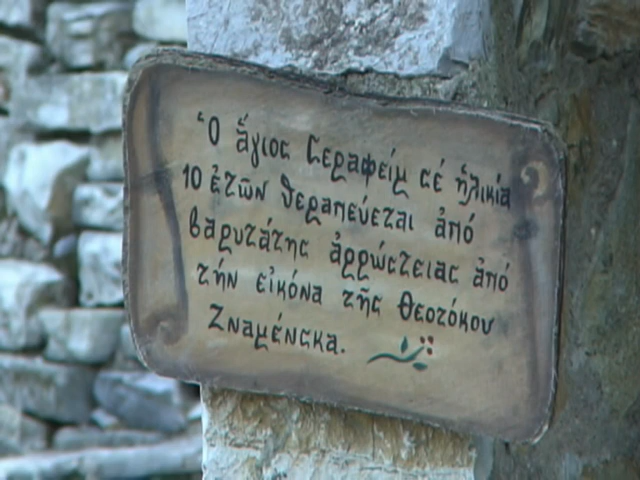 Ὁ ἅγιος Σεραφείμ σέ ἡλικία
10 ἐτῶν θεραπεύεται ἀπό
βαρυτάτης ἀρρώστειας ἀπό
τήν εἰκόνα τῆς Θεοτόκου
Ζναμένσκα.